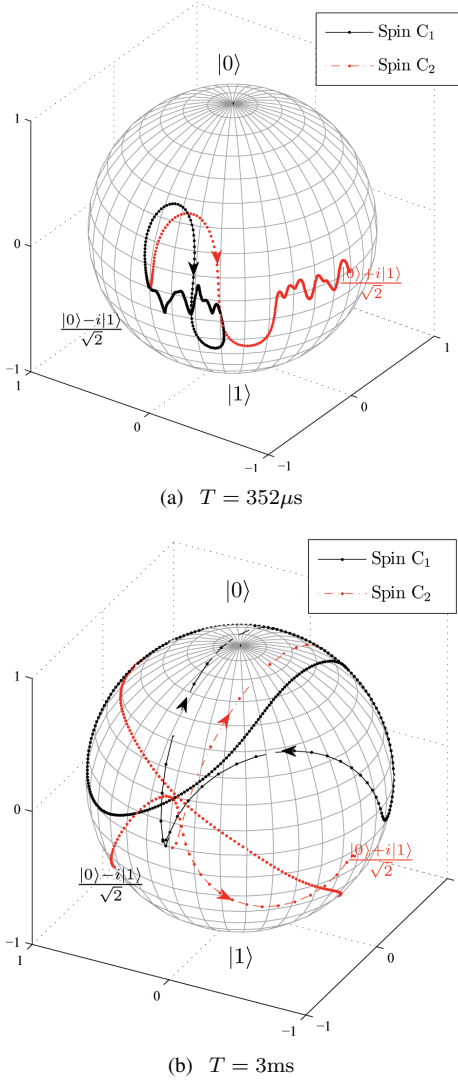 Spin C₁
Spin C₂
|0⟩
1
0
−1
1
0
−1
−1
0
1
|0⟩−i|1⟩
√2
|0⟩+i|1⟩
√2
|1⟩
(a) T = 352μs
Spin C₁
Spin C₂
|0⟩
1
0
−1
1
0
−1
−1
0
1
|0⟩−i|1⟩
√2
|0⟩+i|1⟩
√2
|1⟩
(b) T = 3ms